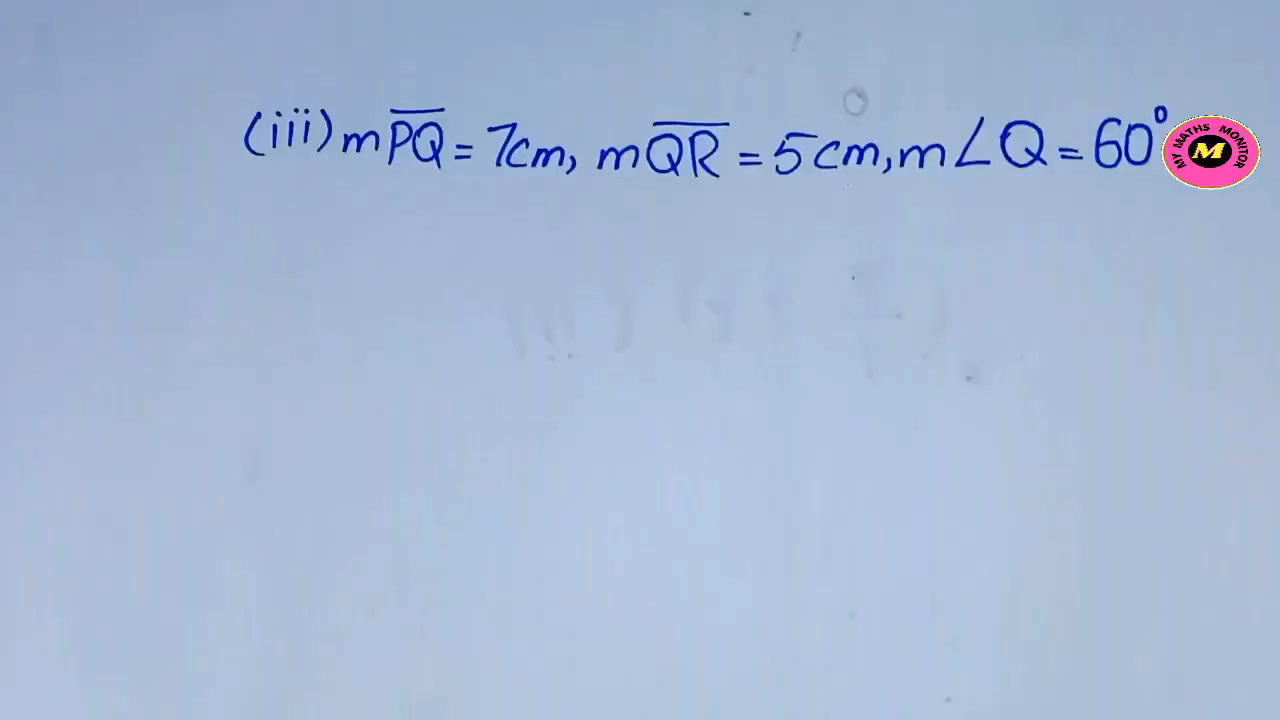 (iii) mPQ = 7cm, mQR = 5cm, m∠Q = 60°
MY MATHS MONITOR
M